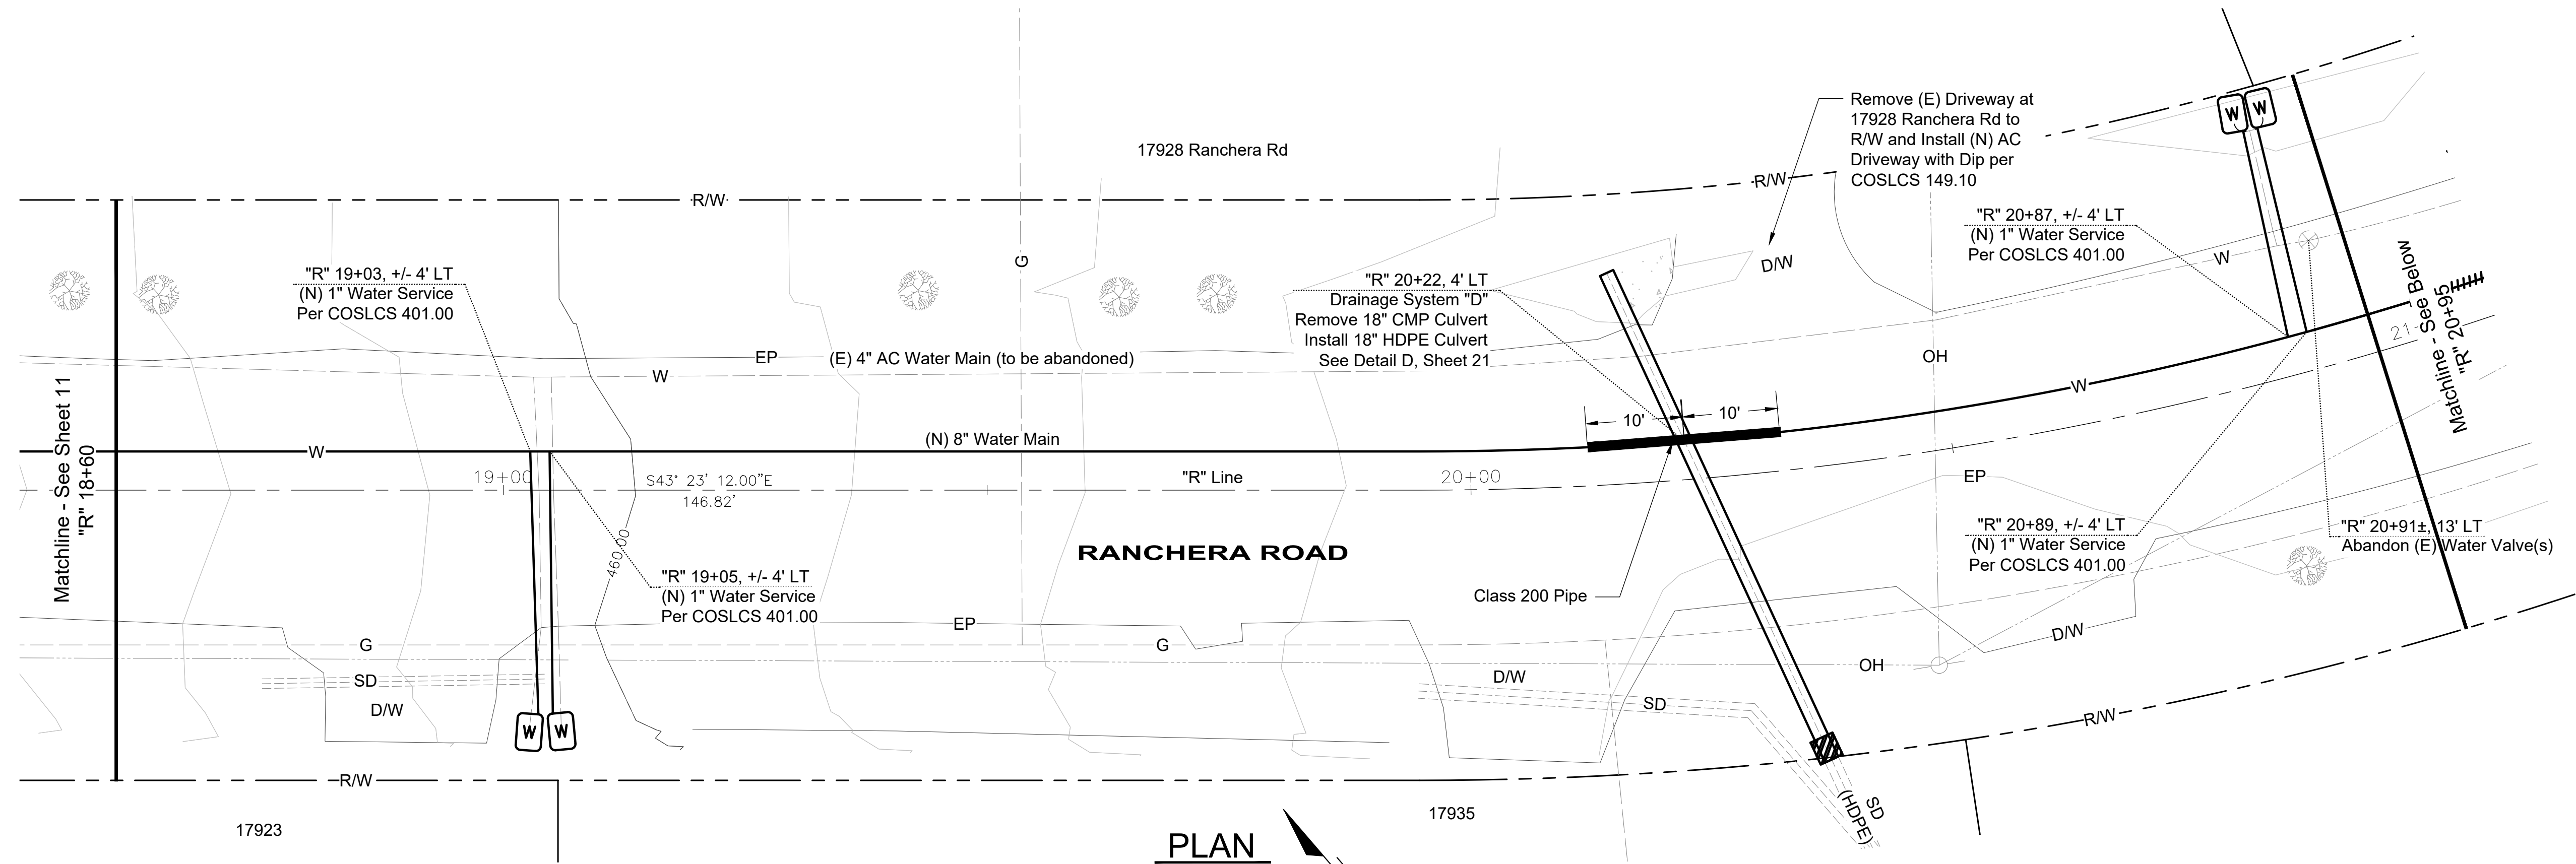 Remove (E) Driveway at
17928 Ranchera Rd to
R/W and Install (N) AC
Driveway with Dip per
COSLCS 149.10
W
W
17928 Ranchera Rd
R/W
R/W
"R" 20+87, +/- 4' LT
(N) 1" Water Service
Per COSLCS 401.00
"R" 19+03, +/- 4' LT
(N) 1" Water Service
Per COSLCS 401.00
G
D/W
W
"R" 20+22, 4' LT
Drainage System "D"
Remove 18" CMP Culvert
Install 18" HDPE Culvert
See Detail D, Sheet 21
Matchline - See Below
"R" 20+95
21
EP
(E) 4" AC Water Main (to be abandoned)
W
OH
W
10'
10'
Matchline - See Sheet 11
"R" 18+60
W
(N) 8" Water Main
19+00
S43° 23' 12.00"E
146.82'
"R" Line
20+00
EP
460.00
RANCHERA ROAD
"R" 20+89, +/- 4' LT
(N) 1" Water Service
Per COSLCS 401.00
"R" 20+91±, 13' LT
Abandon (E) Water Valve(s)
"R" 19+05, +/- 4' LT
(N) 1" Water Service
Per COSLCS 401.00
Class 200 Pipe
EP
G
G
D/W
OH
SD
D/W
D/W
SD
W
W
R/W
R/W
17923
17935
SD
(HDPE)
PLAN